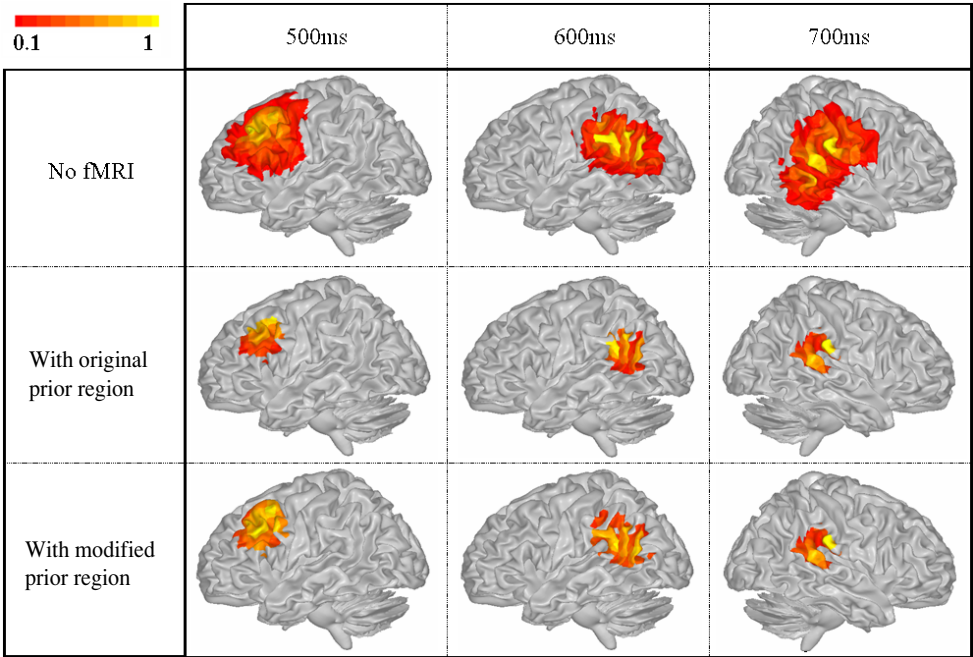 0.1 1
500ms 600ms 700ms
No fMRI
With original
prior region
With modified
prior region